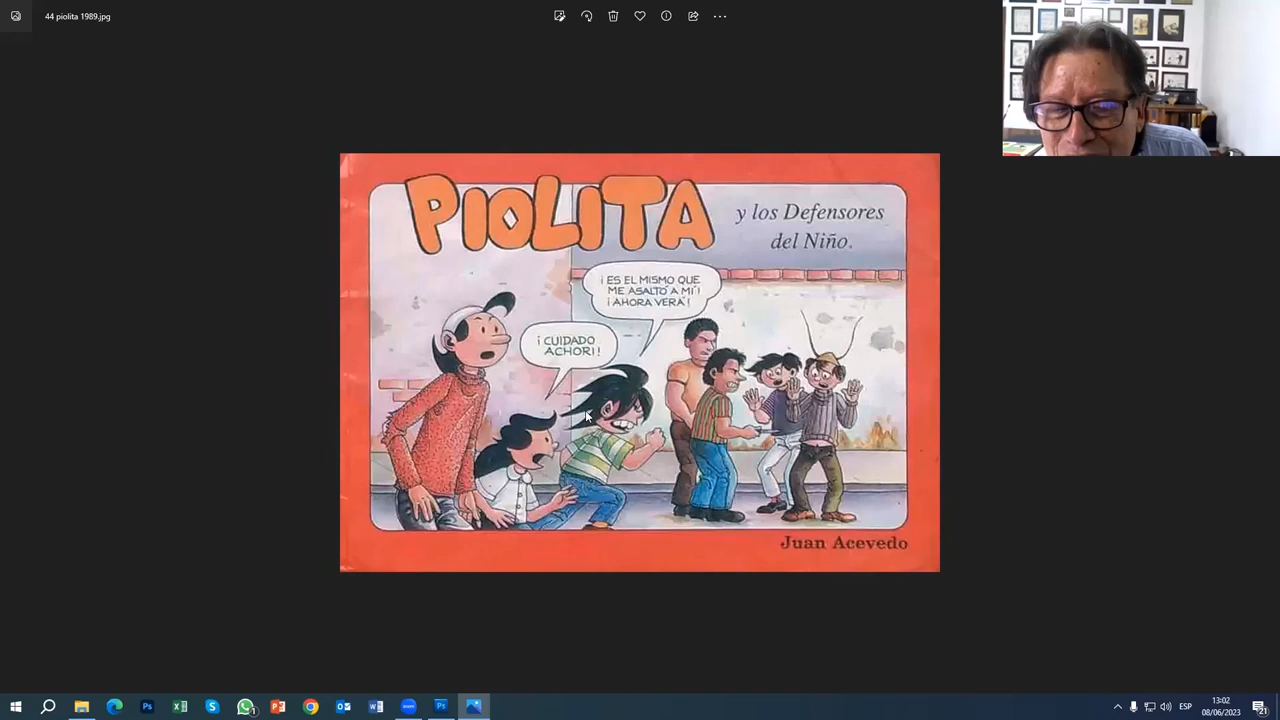 44 piolita 1989.jpg
PIOLITA
y los Defensores
del Niño.
¡ES EL MISMO QUE
ME ASALTÓ A MÍ!
¡AHORA VERÁ!
¡CUIDADO
ACHORI!
Juan Acevedo
ESP
13:02
08/06/2023